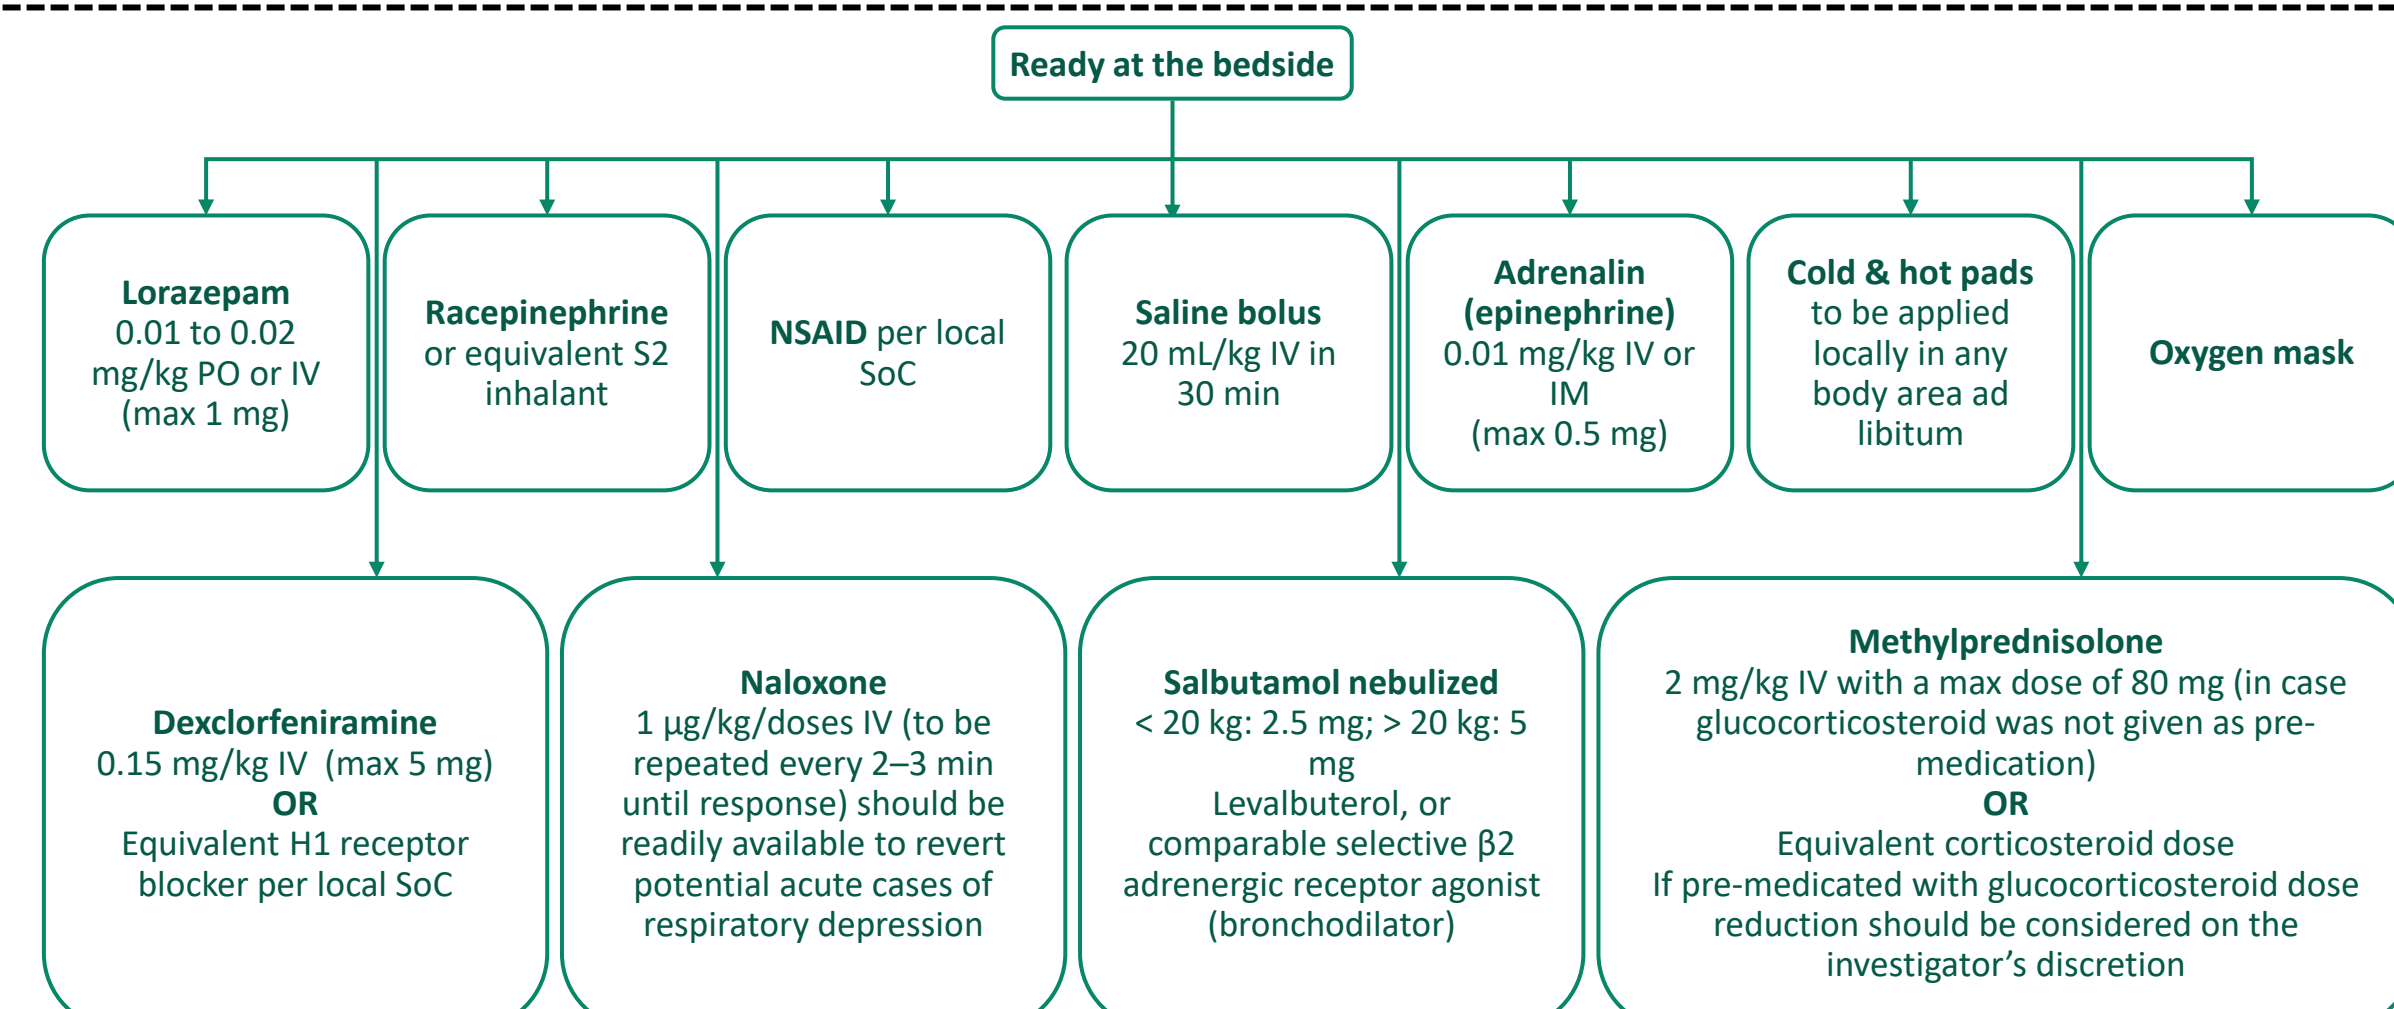 Ready at the bedside
Lorazepam
0.01 to 0.02
mg/kg PO or IV
(max 1 mg)
Racepinephrine
or equivalent S2
inhalant
NSAID per local
SoC
Saline bolus
20 mL/kg IV in
30 min
Adrenalin
(epinephrine)
0.01 mg/kg IV or
IM
(max 0.5 mg)
Cold & hot pads
to be applied
locally in any
body area ad
libitum
Oxygen mask
Dexclorfeniramine
0.15 mg/kg IV (max 5 mg)
OR
Equivalent H1 receptor
blocker per local SoC
Naloxone
1 µg/kg/doses IV (to be
repeated every 2–3 min
until response) should be
readily available to revert
potential acute cases of
respiratory depression
Salbutamol nebulized
< 20 kg: 2.5 mg; > 20 kg: 5
mg
Levalbuterol, or
comparable selective β2
adrenergic receptor agonist
(bronchodilator)
Methylprednisolone
2 mg/kg IV with a max dose of 80 mg (in case
glucocorticosteroid was not given as pre-
medication)
OR
Equivalent corticosteroid dose
If pre-medicated with glucocorticosteroid dose
reduction should be considered on the
investigator’s discretion